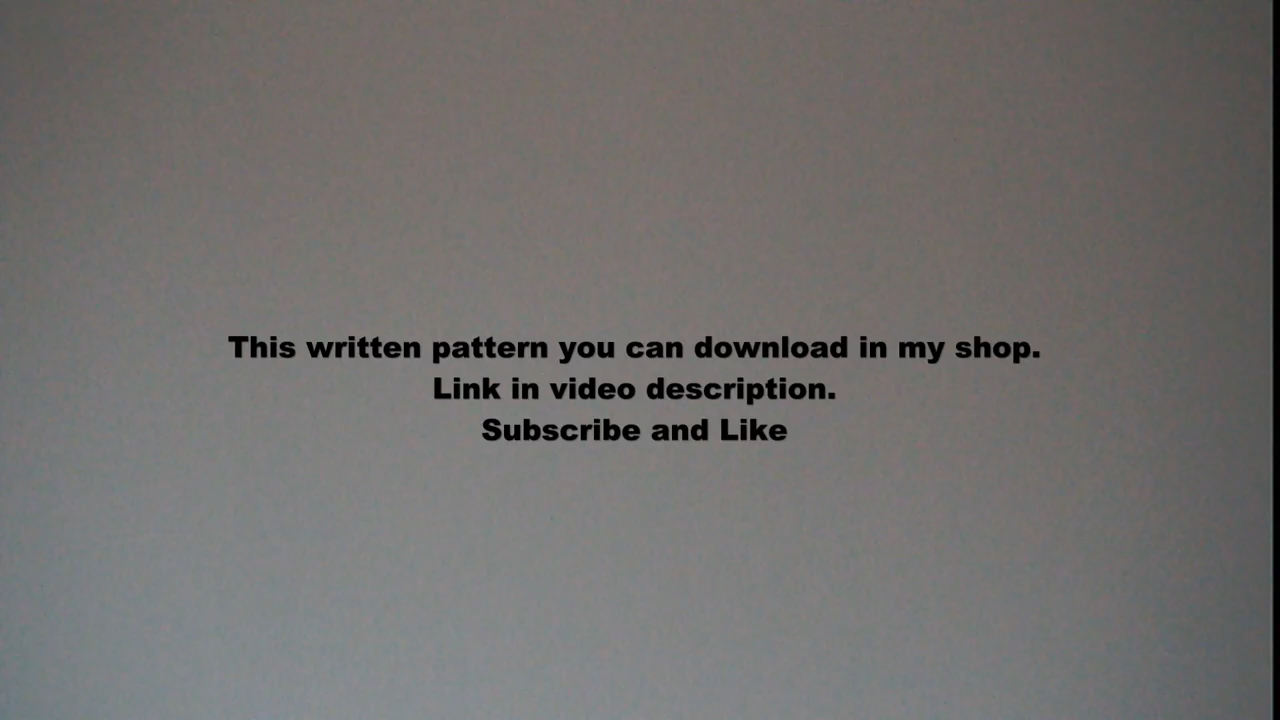 This written pattern you can download in my shop.
Link in video description.
Subscribe and Like